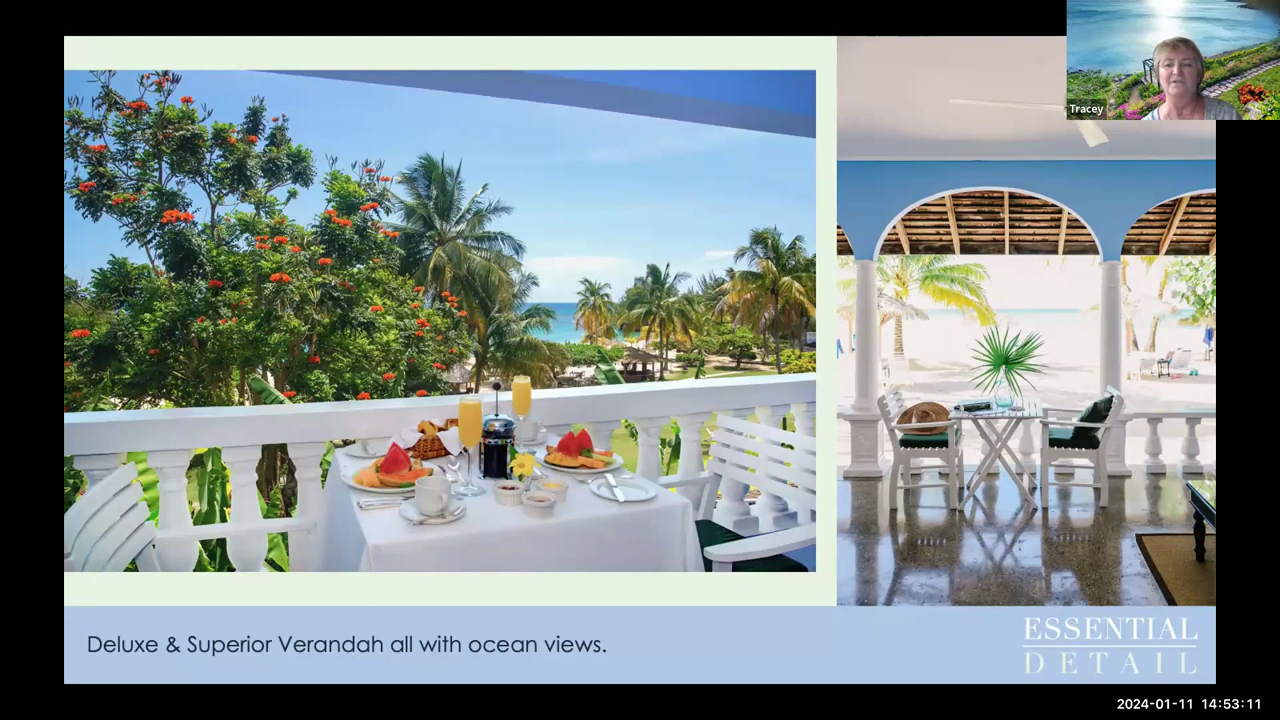 Tracey
Deluxe & Superior Verandah all with ocean views.
ESSENTIAL
DETAIL
2024-01-11 14:53:11